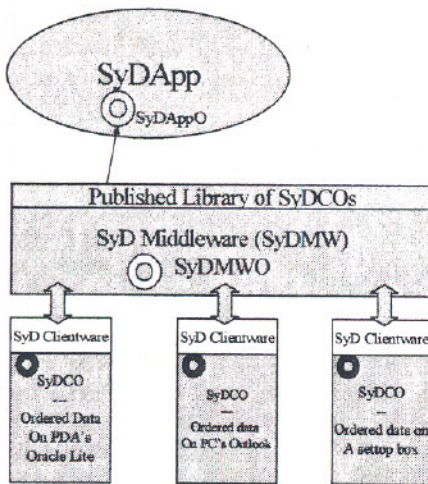 SyDApp
SyDAppO
Published Library of SyDCOs
SyD Middleware (SyDMW)
SyDMWO
SyD Clientware
SyDCO
—
Ordered Data
On PDA's
Oracle Lite
SyD Clientware
SyDCO
—
Ordered data
On PC's Outlook
SyD Clientware
SyDCO
—
Ordered data on
A settop box